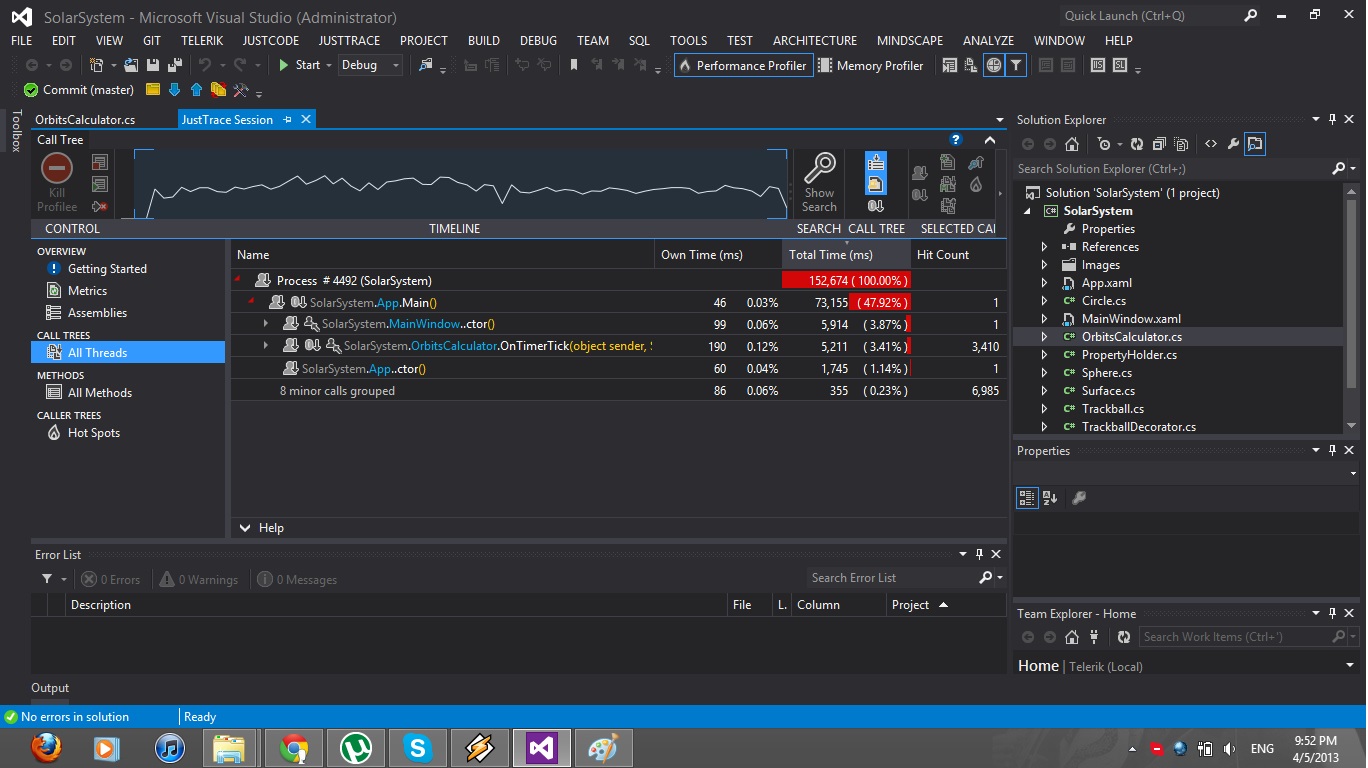 SolarSystem - Microsoft Visual Studio (Administrator)
Quick Launch (Ctrl+Q)
FILE EDIT VIEW GIT TELERIK JUSTCODE JUSTTRACE PROJECT BUILD DEBUG TEAM SQL TOOLS TEST ARCHITECTURE MINDSCAPE ANALYZE WINDOW HELP
Start Debug Performance Profiler Memory Profiler
Commit (master)
Toolbox
OrbitsCalculator.cs JustTrace Session
Call Tree
Kill Profilee
Show Search
CONTROL TIMELINE SEARCH CALL TREE SELECTED CAL
OVERVIEW
Getting Started
Metrics
Assemblies
CALL TREES
All Threads
METHODS
All Methods
CALLER TREES
Hot Spots
Name Own Time (ms) Total Time (ms) Hit Count
Process # 4492 (SolarSystem) 152,674 ( 100.00% )
SolarSystem.App.Main() 46 0.03% 73,155 ( 47.92% ) 1
SolarSystem.MainWindow..ctor() 99 0.06% 5,914 ( 3.87% ) 1
SolarSystem.OrbitsCalculator.OnTimerTick(object sender, 190 0.12% 5,211 ( 3.41% ) 3,410
SolarSystem.App..ctor() 60 0.04% 1,745 ( 1.14% ) 1
8 minor calls grouped 86 0.06% 355 ( 0.23% ) 6,985
Help
Error List
0 Errors 0 Warnings 0 Messages
Search Error List
Description File L. Column Project
Output
Solution Explorer
Search Solution Explorer (Ctrl+;)
Solution 'SolarSystem' (1 project)
C# SolarSystem
Properties
References
Images
App.xaml
C# Circle.cs
MainWindow.xaml
C# OrbitsCalculator.cs
C# PropertyHolder.cs
C# Sphere.cs
C# Surface.cs
C# Trackball.cs
C# TrackballDecorator.cs
Properties
Team Explorer - Home
Search Work Items (Ctrl+')
Home | Telerik (Local)
No errors in solution Ready
ENG
9:52 PM
4/5/2013